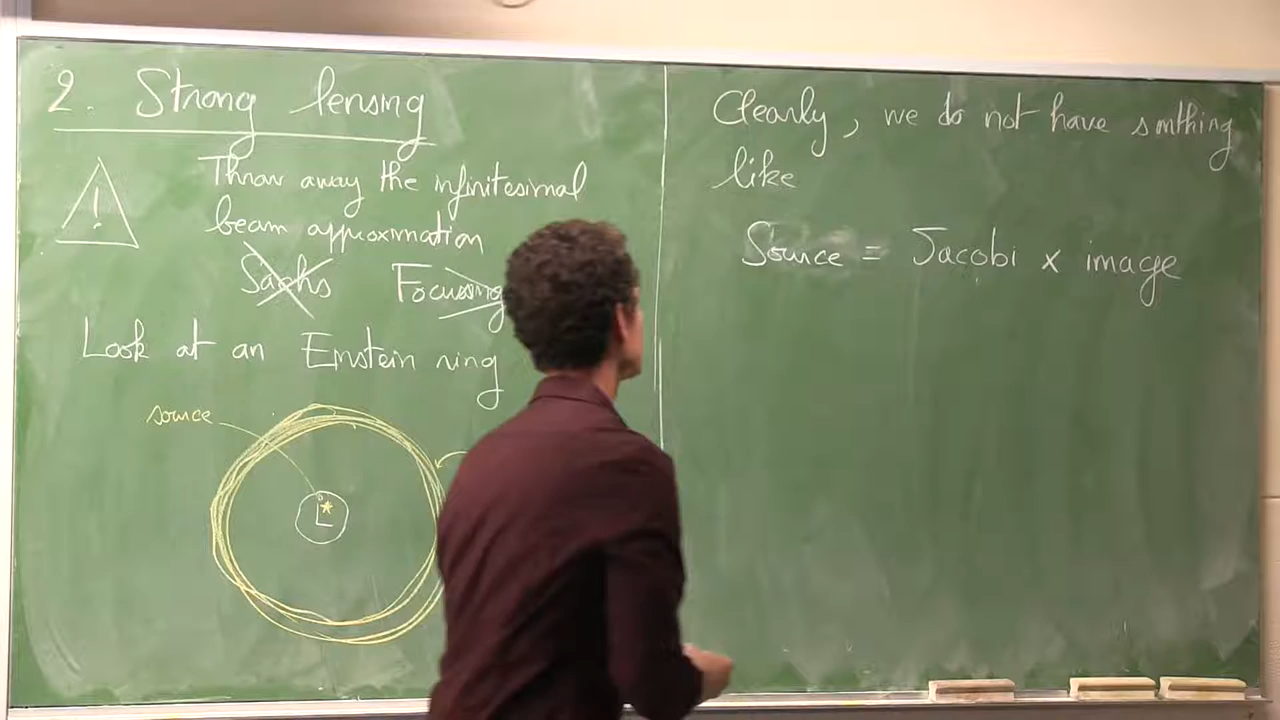 2. Strong lensing
! Throw away the infinitesimal
beam approximation
Sachs Focussing
Look at an Einstein ring
source
L
Clearly, we do not have smthing
like
Source = Jacobi x image